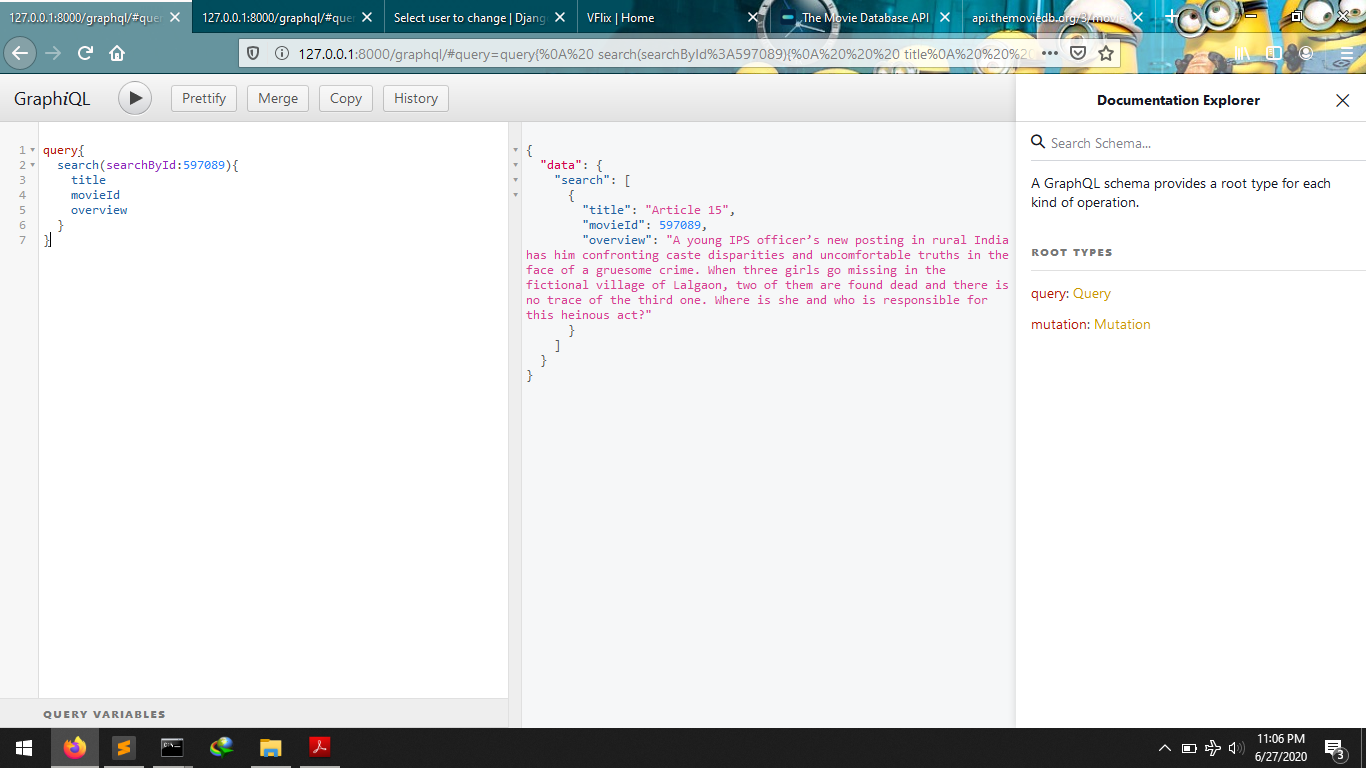 127.0.0.1:8000/graphql/#quer
127.0.0.1:8000/graphql/#quer
Select user to change | Djang
VFlix | Home
The Movie Database API
api.themoviedb.org/3/movie
127.0.0.1:8000/graphql/#query=query{%0A%20 search(searchById%3A597089){%0A%20%20%20 title%0A%20%20%20
GraphiQL
Prettify
Merge
Copy
History
Documentation Explorer
Search Schema...
A GraphQL schema provides a root type for each
kind of operation.
ROOT TYPES
query: Query
mutation: Mutation
1 query{
2 search(searchById:597089){
3 title
4 movieId
5 overview
6 }
7 }
{
"data": {
"search": [
{
"title": "Article 15",
"movieId": 597089,
"overview": "A young IPS officer’s new posting in rural India
has him confronting caste disparities and uncomfortable truths in the
face of a gruesome crime. When three girls go missing in the
fictional village of Lalgaon, two of them are found dead and there is
no trace of the third one. Where is she and who is responsible for
this heinous act?"
}
]
}
}
QUERY VARIABLES
11:06 PM
6/27/2020
3